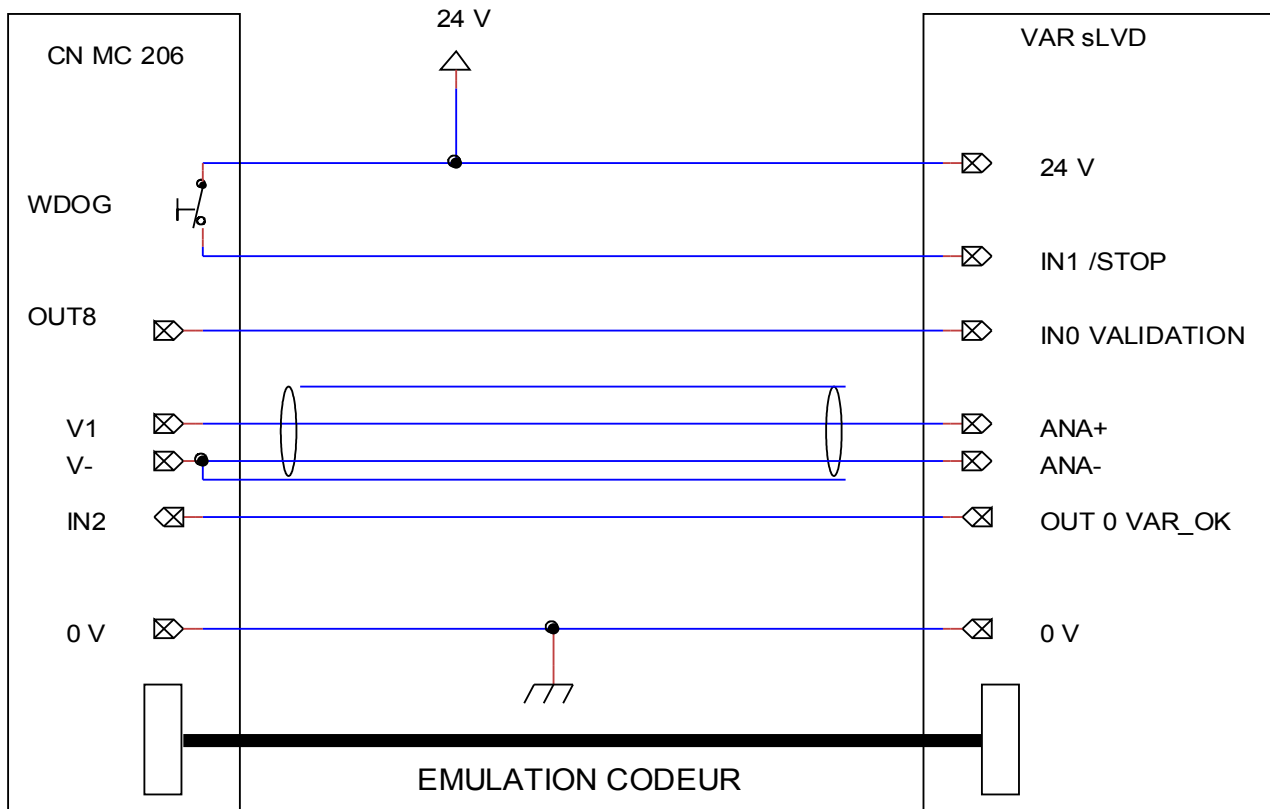 24 V
CN MC 206
VAR sLVD
24 V
WDOG
IN1 /STOP
OUT8
IN0 VALIDATION
V1
ANA+
V-
ANA-
IN2
OUT 0 VAR_OK
0 V
0 V
EMULATION CODEUR